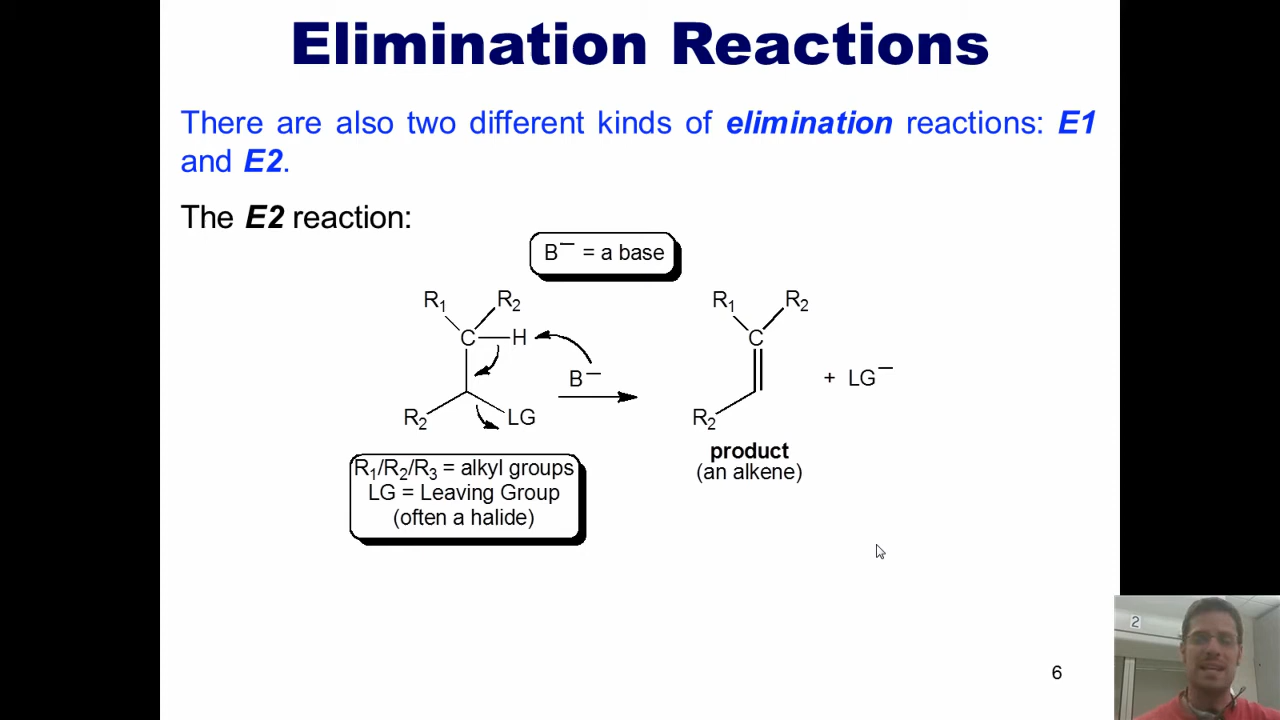 Elimination Reactions
There are also two different kinds of elimination reactions: E1
and E2.
The E2 reaction:
B⁻ = a base
R₁ R₂
C H
B⁻
R₂ LG
R₁ R₂
C
+ LG⁻
R₂
product
(an alkene)
R₁/R₂/R₃ = alkyl groups
LG = Leaving Group
(often a halide)
2
6